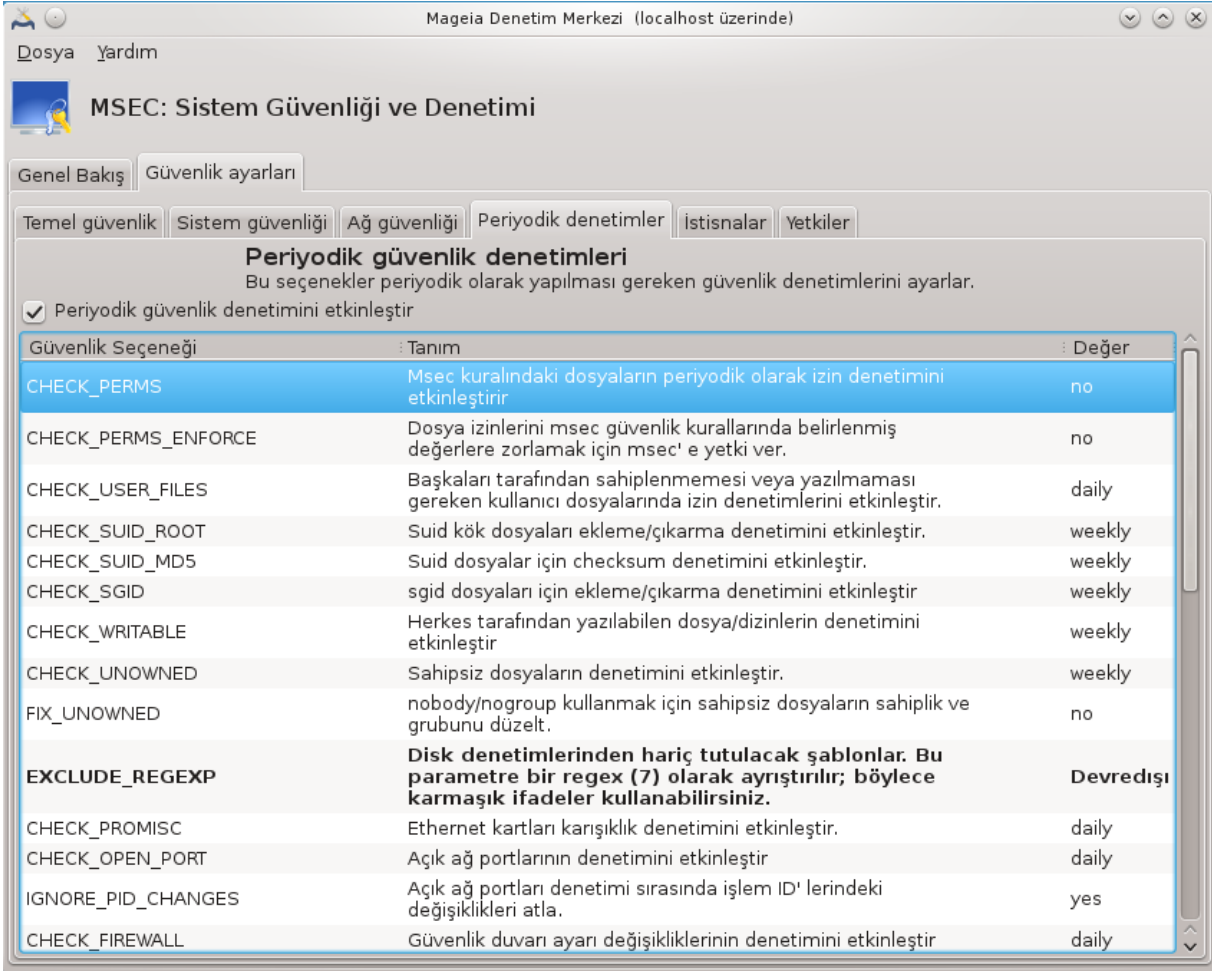 Mageia Denetim Merkezi (localhost üzerinde)
Dosya Yardım
MSEC: Sistem Güvenliği ve Denetimi
Genel Bakış Güvenlik ayarları
Temel güvenlik Sistem güvenliği Ağ güvenliği Periyodik denetimler İstisnalar Yetkiler
Periyodik güvenlik denetimleri
Bu seçenekler periyodik olarak yapılması gereken güvenlik denetimlerini ayarlar.
Periyodik güvenlik denetimini etkinleştir
Güvenlik Seçeneği Tanım Değer
CHECK_PERMS Msec kuralındaki dosyaların periyodik olarak izin denetimini etkinleştirir no
CHECK_PERMS_ENFORCE Dosya izinlerini msec güvenlik kurallarında belirlenmiş değerlere zorlamak için msec' e yetki ver. no
CHECK_USER_FILES Başkaları tarafından sahiplenmemesi veya yazılmaması gereken kullanıcı dosyalarında izin denetimlerini etkinleştir. daily
CHECK_SUID_ROOT Suid kök dosyaları ekleme/çıkarma denetimini etkinleştir. weekly
CHECK_SUID_MD5 Suid dosyalar için checksum denetimini etkinleştir. weekly
CHECK_SGID sgid dosyaları için ekleme/çıkarma denetimini etkinleştir weekly
CHECK_WRITABLE Herkes tarafından yazılabilen dosya/dizinlerin denetimini etkinleştir weekly
CHECK_UNOWNED Sahipsiz dosyaların denetimini etkinleştir. weekly
FIX_UNOWNED nobody/nogroup kullanmak için sahipsiz dosyaların sahiplik ve grubunu düzelt. no
EXCLUDE_REGEXP Disk denetimlerinden hariç tutulacak şablonlar. Bu parametre bir regex (7) olarak ayrıştırılır; böylece karmaşık ifadeler kullanabilirsiniz. Devredışı
CHECK_PROMISC Ethernet kartları karışıklık denetimini etkinleştir. daily
CHECK_OPEN_PORT Açık ağ portlarının denetimini etkinleştir daily
IGNORE_PID_CHANGES Açık ağ portları denetimi sırasında işlem ID' lerindeki değişiklikleri atla. yes
CHECK_FIREWALL Güvenlik duvarı ayarı değişikliklerinin denetimini etkinleştir daily